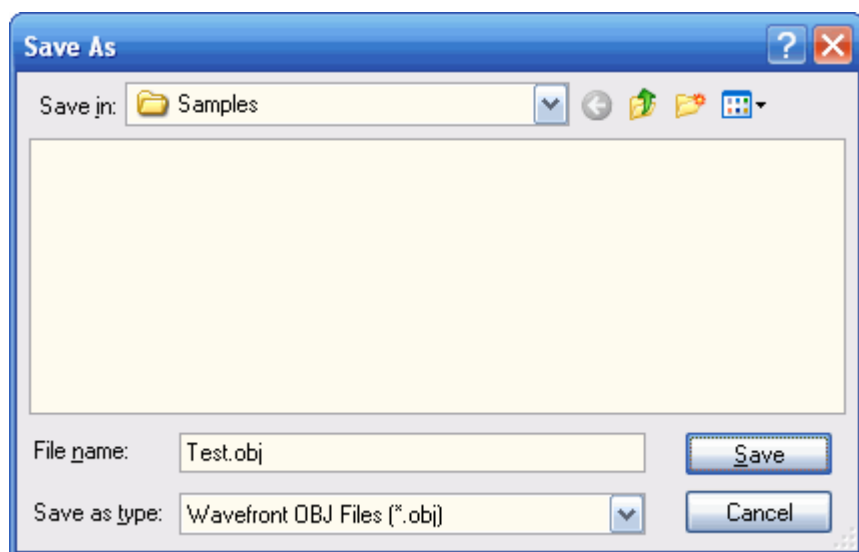 Save As
Save in: Samples
File name: Test.obj
Save
Save as type: Wavefront OBJ Files (*.obj)
Cancel